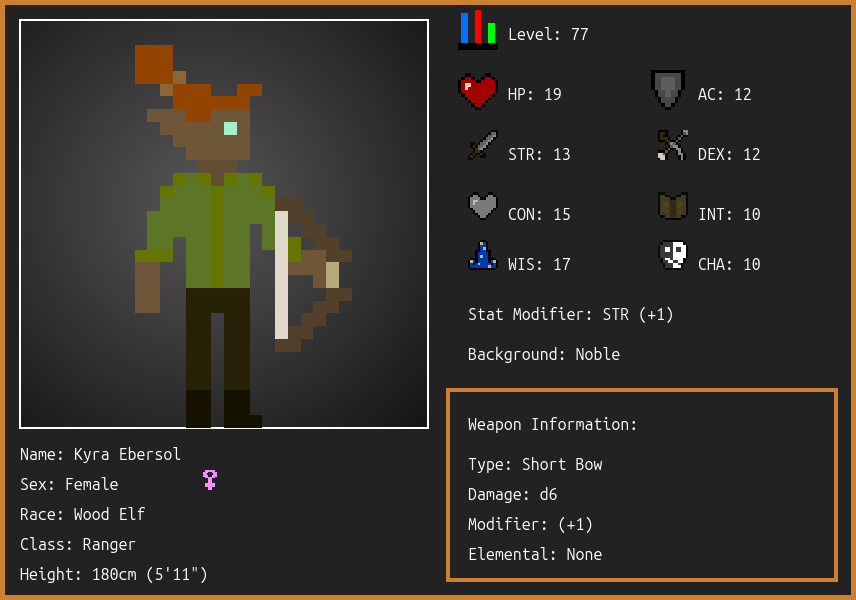 Level: 77
HP: 19
AC: 12
STR: 13
DEX: 12
CON: 15
INT: 10
WIS: 17
CHA: 10
Stat Modifier: STR (+1)
Background: Noble
Weapon Information:
Type: Short Bow
Damage: d6
Modifier: (+1)
Elemental: None
Name: Kyra Ebersol
Sex: Female
Race: Wood Elf
Class: Ranger
Height: 180cm (5'11")